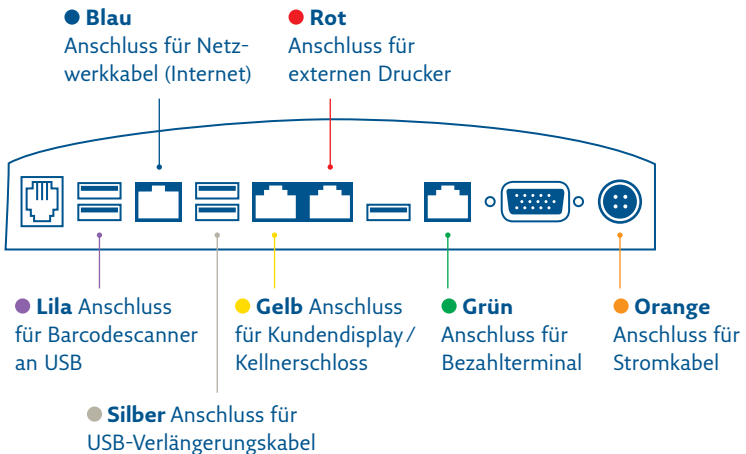 Blau
Anschluss für Netz-
werkkabel (Internet)
Rot
Anschluss für
externen Drucker
Lila Anschluss
für Barcodescanner
an USB
Gelb Anschluss
für Kundendisplay /
Kellnerschloss
Grün
Anschluss für
Bezahlterminal
Orange
Anschluss für
Stromkabel
Silber Anschluss für
USB-Verlängerungskabel